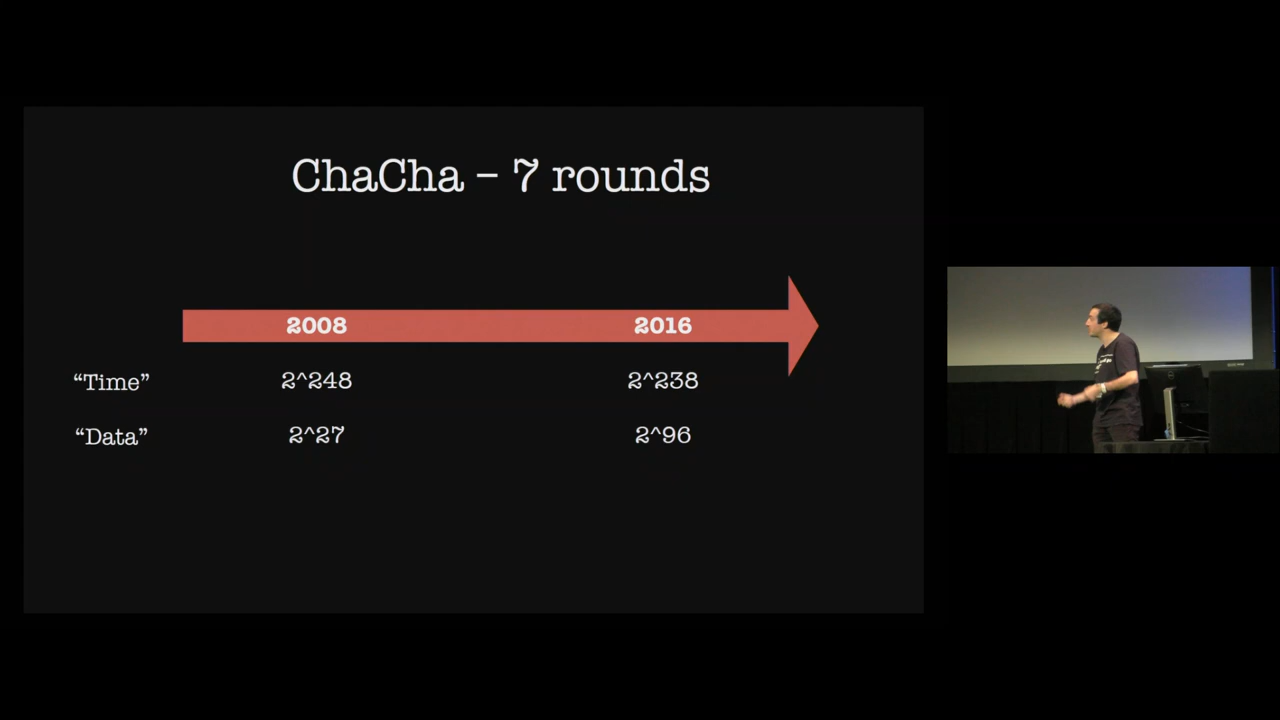 ChaCha – 7 rounds
2008 2016
“Time” 2^248 2^238
“Data” 2^27 2^96